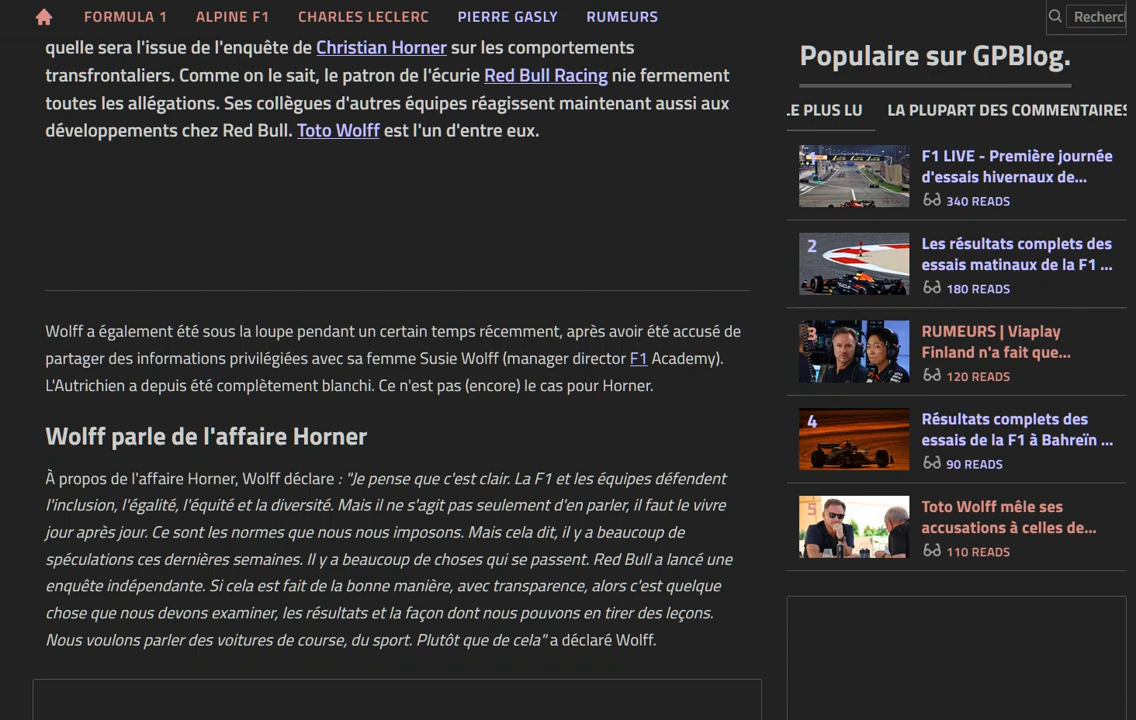 FORMULA 1 ALPINE F1 CHARLES LECLERC PIERRE GASLY RUMEURS
quelle sera l'issue de l'enquête de Christian Horner sur les comportements
transfrontaliers. Comme on le sait, le patron de l'écurie Red Bull Racing nie fermement
toutes les allégations. Ses collègues d'autres équipes réagissent maintenant aussi aux
développements chez Red Bull. Toto Wolff est l'un d'entre eux.
Wolff a également été sous la loupe pendant un certain temps récemment, après avoir été accusé de
partager des informations privilégiées avec sa femme Susie Wolff (manager director F1 Academy).
L'Autrichien a depuis été complètement blanchi. Ce n'est pas (encore) le cas pour Horner.
Wolff parle de l'affaire Horner
À propos de l'affaire Horner, Wolff déclare : "Je pense que c'est clair. La F1 et les équipes défendent
l'inclusion, l'égalité, l'équité et la diversité. Mais il ne s'agit pas seulement d'en parler, il faut le vivre
jour après jour. Ce sont les normes que nous nous imposons. Mais cela dit, il y a beaucoup de
spéculations ces dernières semaines. Il y a beaucoup de choses qui se passent. Red Bull a lancé une
enquête indépendante. Si cela est fait de la bonne manière, avec transparence, alors c'est quelque
chose que nous devons examiner, les résultats et la façon dont nous pouvons en tirer des leçons.
Nous voulons parler des voitures de course, du sport. Plutôt que de cela" a déclaré Wolff.
Recherc
Populaire sur GPBlog.
LE PLUS LU LA PLUPART DES COMMENTAIRES
F1 LIVE - Première journée
d'essais hivernaux de...
340 READS
2
Les résultats complets des
essais matinaux de la F1 ...
180 READS
3
RUMEURS | Viaplay
Finland n'a fait que...
120 READS
4
Résultats complets des
essais de la F1 à Bahreïn ...
90 READS
5
Toto Wolff mêle ses
accusations à celles de...
110 READS